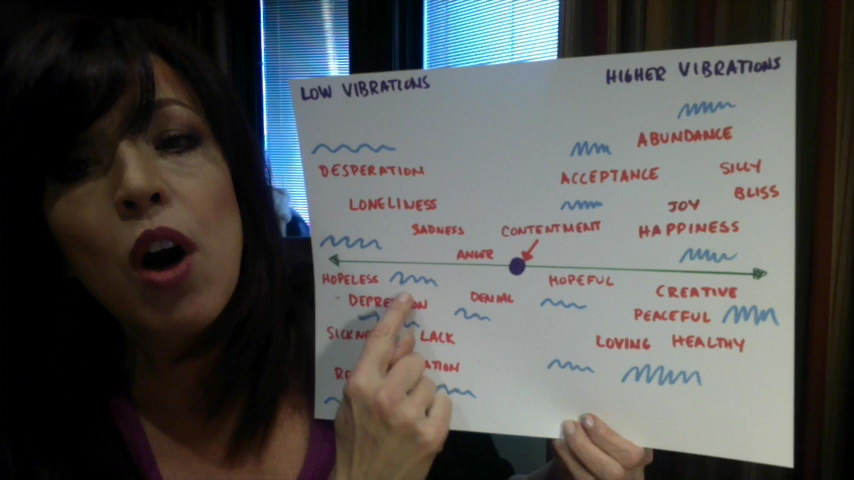 LOW VIBRATIONS
HIGHER VIBRATIONS
ABUNDANCE
DESPERATION
ACCEPTANCE
SILLY
BLISS
LONELINESS
JOY
SADNESS
CONTENTMENT
HAPPINESS
ANGER
HOPELESS
HOPEFUL
DENIAL
CREATIVE
PEACEFUL
LACK
LOVING HEALTHY